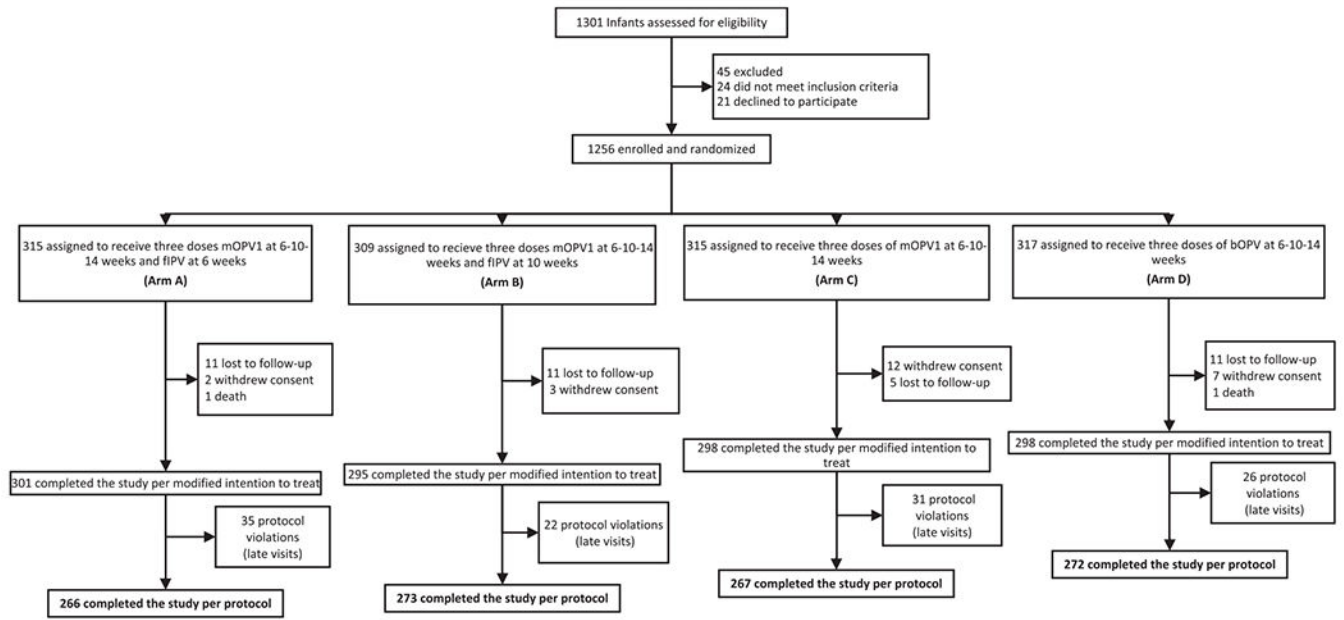 1301 Infants assessed for eligibility
45 excluded
24 did not meet inclusion criteria
21 declined to participate
1256 enrolled and randomized
315 assigned to receive three doses mOPV1 at 6-10-
14 weeks and fIPV at 6 weeks
(Arm A)
309 assigned to recieve three doses mOPV1 at 6-10-14
weeks and fIPV at 10 weeks
(Arm B)
315 assigned to receive three doses of mOPV1 at 6-10-
14 weeks
(Arm C)
317 assigned to receive three doses of bOPV at 6-10-14
weeks
(Arm D)
11 lost to follow-up
2 withdrew consent
1 death
11 lost to follow-up
3 withdrew consent
12 withdrew consent
5 lost to follow-up
11 lost to follow-up
7 withdrew consent
1 death
301 completed the study per modified intention to treat
295 completed the study per modified intention to treat
298 completed the study per modified intention to
treat
298 completed the study per modified intention to treat
35 protocol
violations
(late visits)
22 protocol violations
(late visits)
31 protocol
violations
(late visits)
26 protocol
violations
(late visits)
266 completed the study per protocol
273 completed the study per protocol
267 completed the study per protocol
272 completed the study per protocol